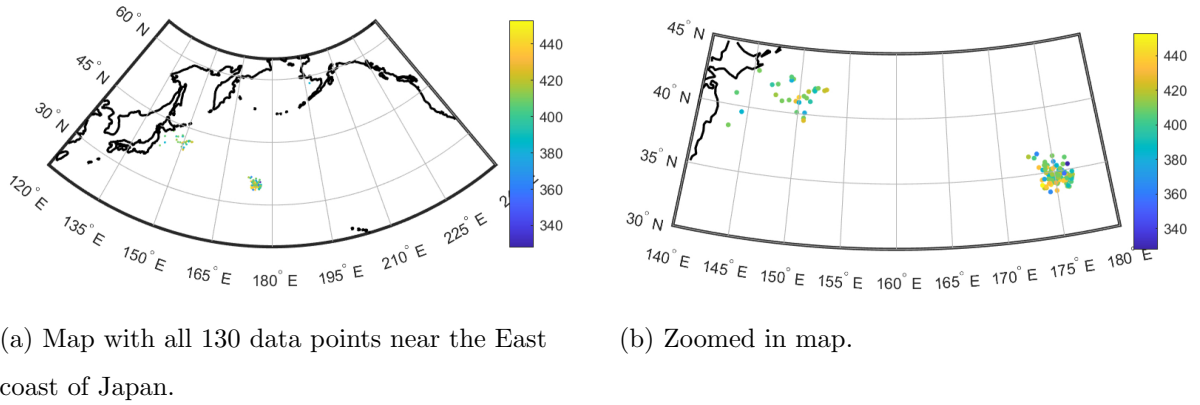 60° N
45° N
30° N
120° E
135° E
150° E
165° E
180° E
195° E
210° E
225° E
440
420
400
380
360
340
45° N
40° N
35° N
30° N
140° E
145° E
150° E
155° E
160° E
165° E
170° E
175° E
180° E
440
420
400
380
360
340
(a) Map with all 130 data points near the East
coast of Japan.
(b) Zoomed in map.